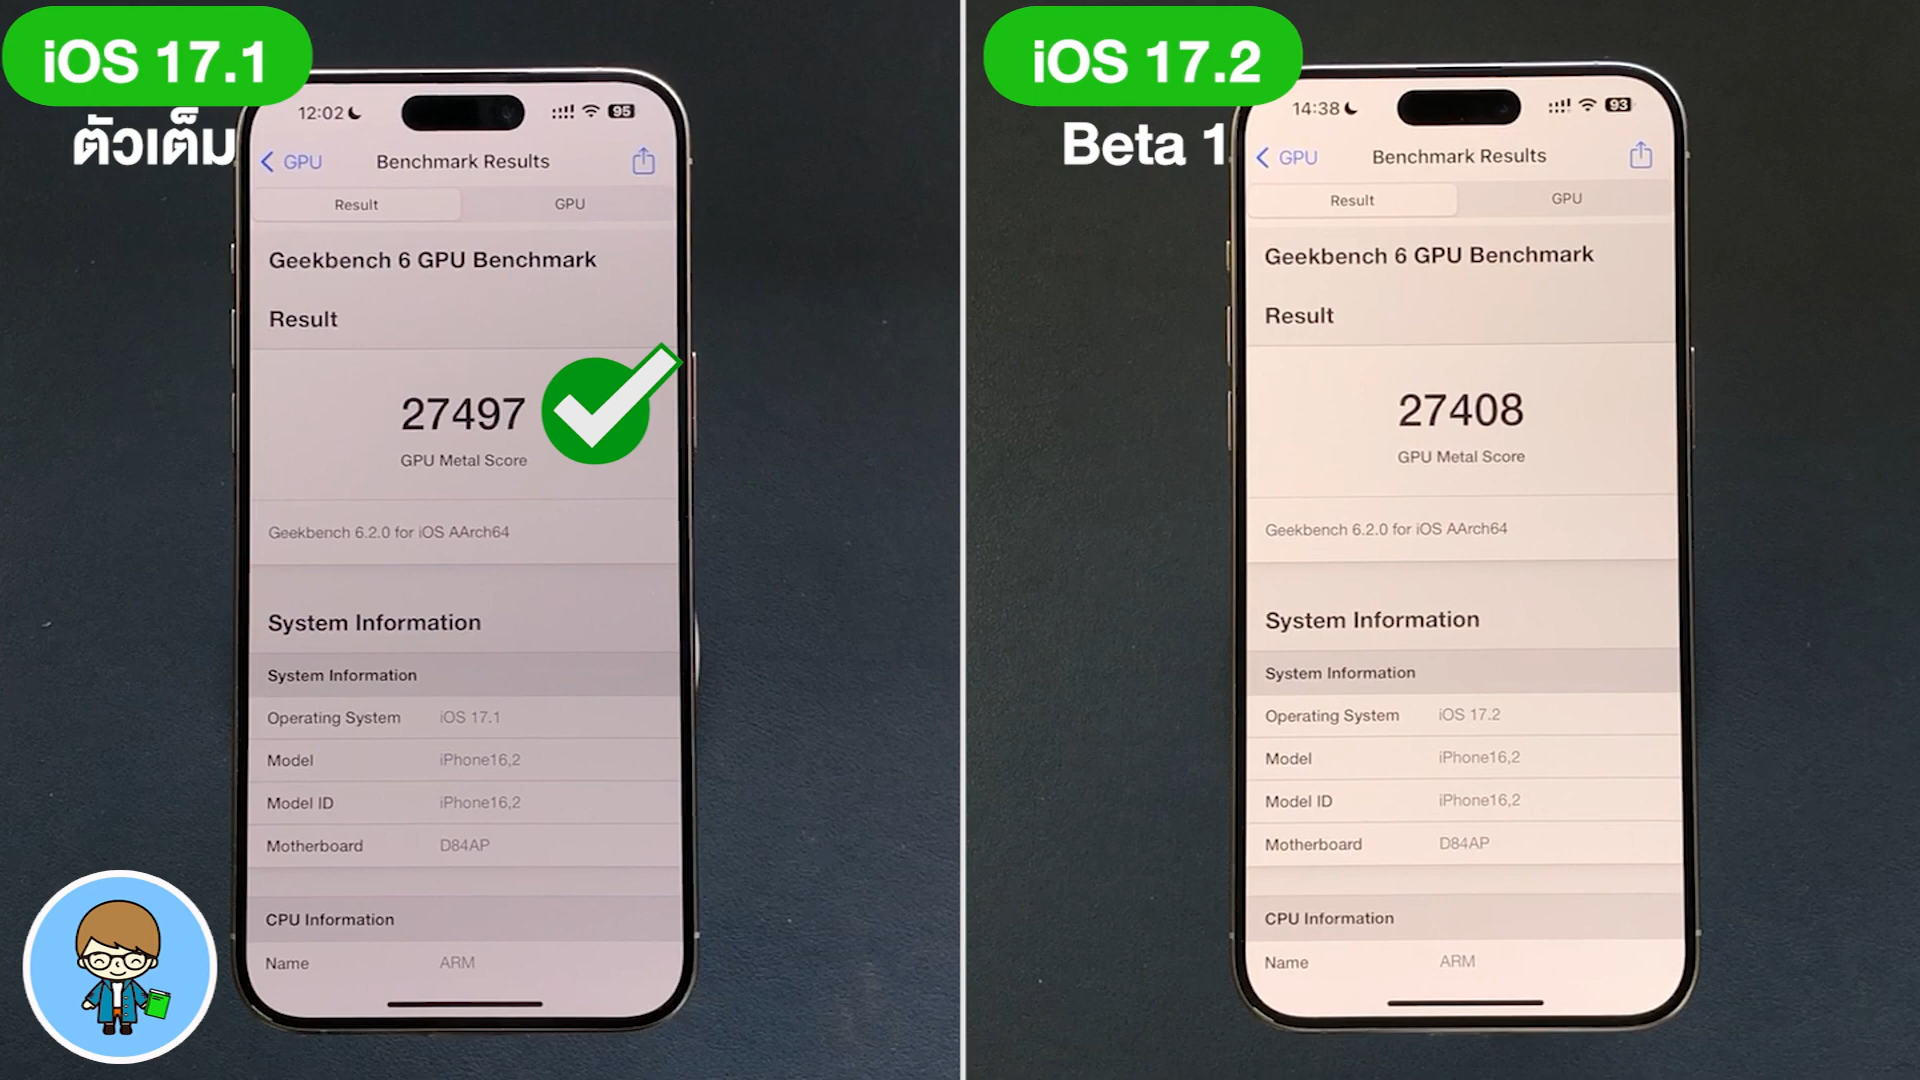 iOS 17.1
ตัวเต็ม
12:02
95
GPU
Benchmark Results
Result
GPU
Geekbench 6 GPU Benchmark
Result
27497
GPU Metal Score
Geekbench 6.2.0 for iOS AArch64
System Information
System Information
Operating System iOS 17.1
Model iPhone16,2
Model ID iPhone16,2
Motherboard D84AP
CPU Information
Name ARM
iOS 17.2
Beta 1
14:38
93
GPU
Benchmark Results
Result
GPU
Geekbench 6 GPU Benchmark
Result
27408
GPU Metal Score
Geekbench 6.2.0 for iOS AArch64
System Information
System Information
Operating System iOS 17.2
Model iPhone16,2
Model ID iPhone16,2
Motherboard D84AP
CPU Information
Name ARM